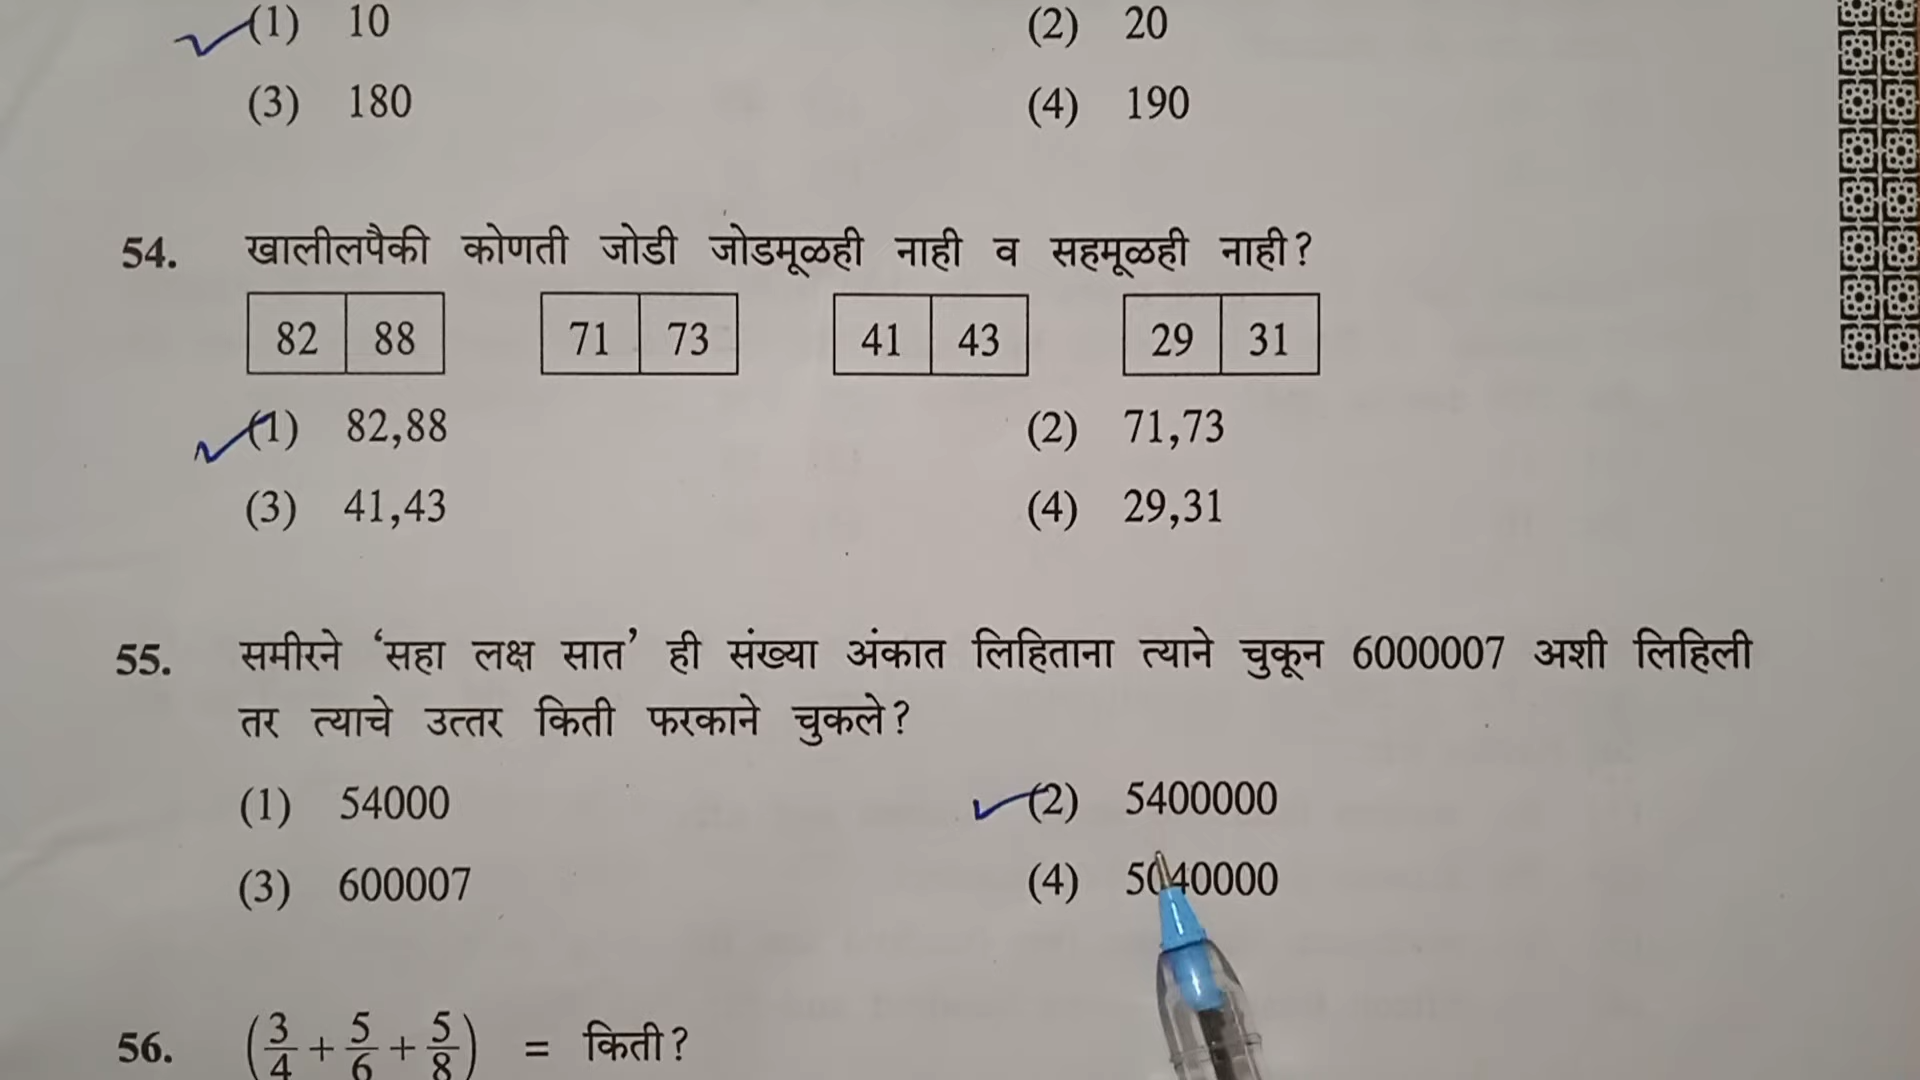 (1) 10 (2) 20
(3) 180 (4) 190
54. खालीलपैकी कोणती जोडी जोडमूळही नाही व सहमूळही नाही?
82 88 71 73 41 43 29 31
(1) 82,88 (2) 71,73
(3) 41,43 (4) 29,31
55. समीरने ‘सहा लक्ष सात’ ही संख्या अंकात लिहिताना त्याने चुकून 6000007 अशी लिहिली
तर त्याचे उत्तर किती फरकाने चुकले?
(1) 54000 (2) 5400000
(3) 600007 (4) 5040000
56. (3/4 + 5/6 + 5/8) = किती?